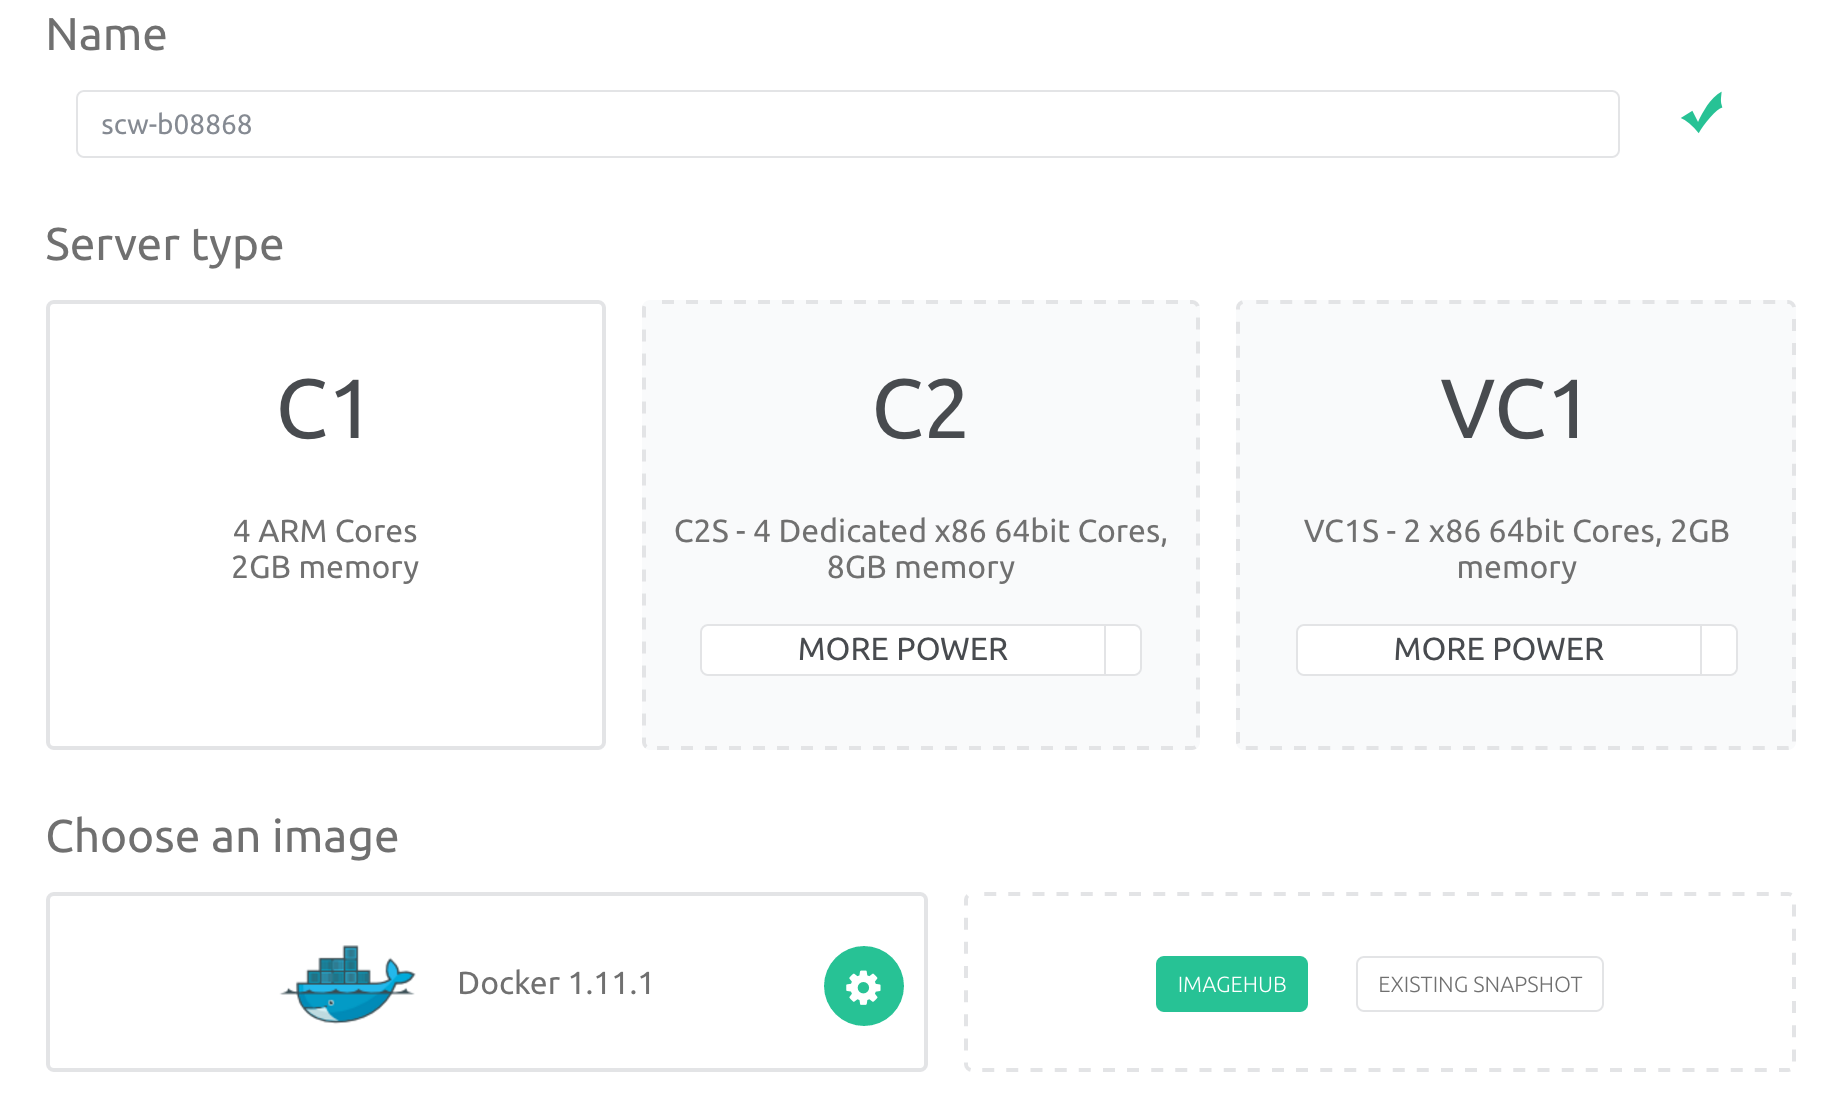 Name
scw-b08868
Server type
C1
4 ARM Cores
2GB memory
C2
C2S - 4 Dedicated x86 64bit Cores,
8GB memory
MORE POWER
VC1
VC1S - 2 x86 64bit Cores, 2GB
memory
MORE POWER
Choose an image
Docker 1.11.1
IMAGEHUB
EXISTING SNAPSHOT